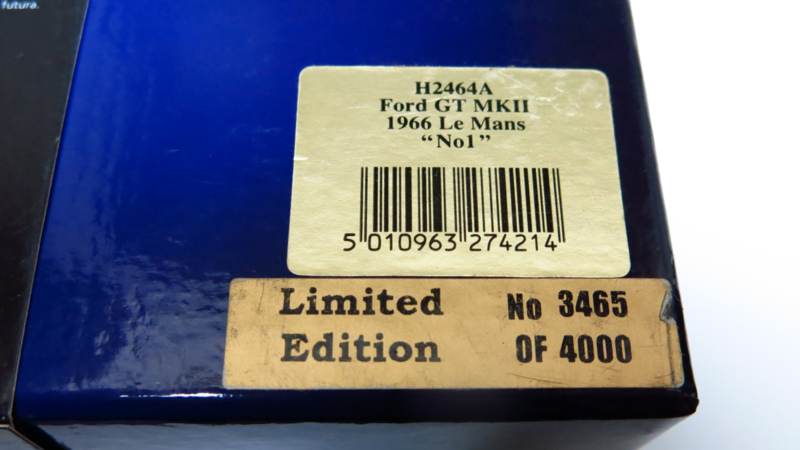 futura.
H2464A
Ford GT MKII
1966 Le Mans
“No1”
5 010963 274214
Limited No 3465
Edition OF 4000